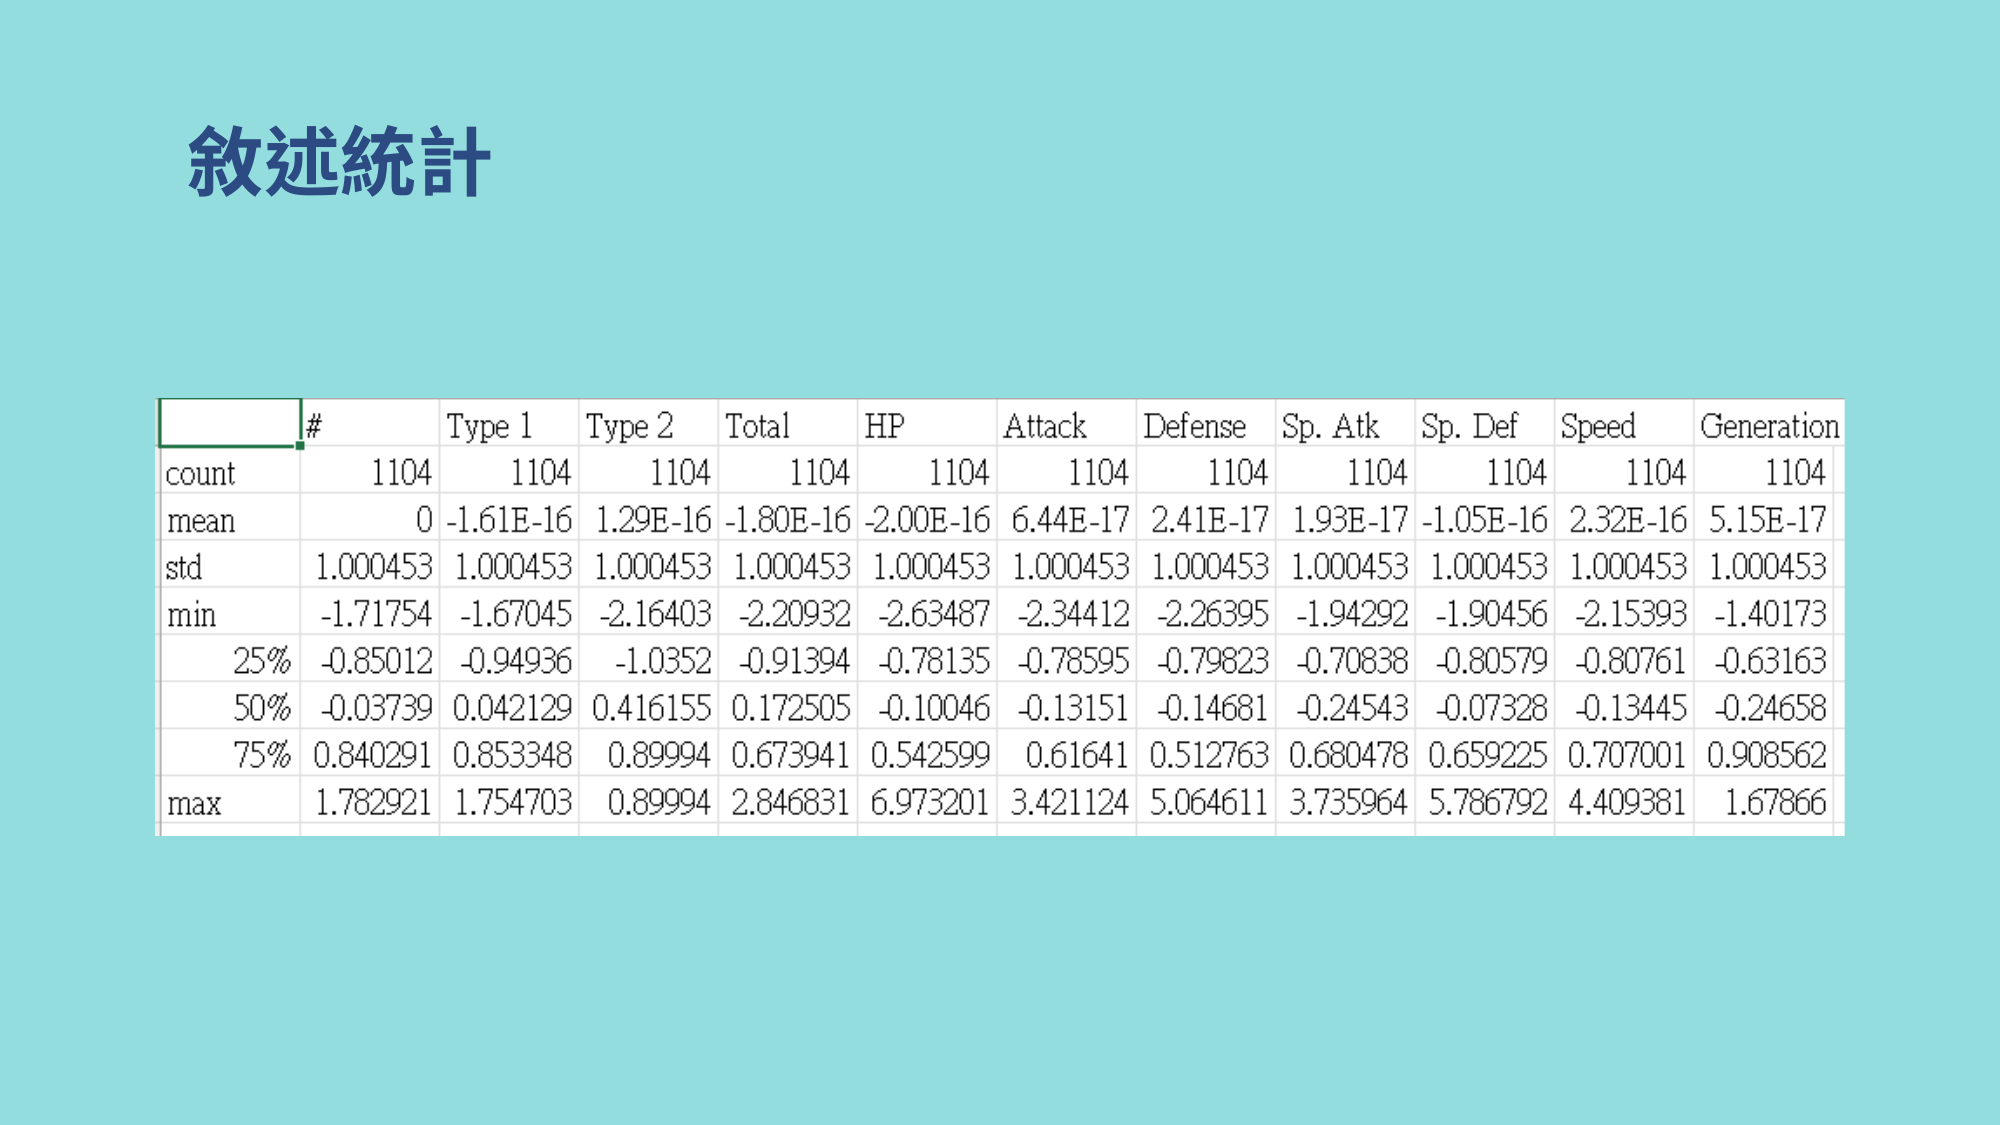 敘述統計
# Type 1 Type 2 Total HP Attack Defense Sp. Atk Sp. Def Speed Generation
count 1104 1104 1104 1104 1104 1104 1104 1104 1104 1104 1104
mean 0 -1.61E-16 1.29E-16 -1.80E-16 -2.00E-16 6.44E-17 2.41E-17 1.93E-17 -1.05E-16 2.32E-16 5.15E-17
std 1.000453 1.000453 1.000453 1.000453 1.000453 1.000453 1.000453 1.000453 1.000453 1.000453 1.000453
min -1.71754 -1.67045 -2.16403 -2.20932 -2.63487 -2.34412 -2.26395 -1.94292 -1.90456 -2.15393 -1.40173
25% -0.85012 -0.94936 -1.0352 -0.91394 -0.78135 -0.78595 -0.79823 -0.70838 -0.80579 -0.80761 -0.63163
50% -0.03739 0.042129 0.416155 0.172505 -0.10046 -0.13151 -0.14681 -0.24543 -0.07328 -0.13445 -0.24658
75% 0.840291 0.853348 0.89994 0.673941 0.542599 0.61641 0.512763 0.680478 0.659225 0.707001 0.908562
max 1.782921 1.754703 0.89994 2.846831 6.973201 3.421124 5.064611 3.735964 5.786792 4.409381 1.67866